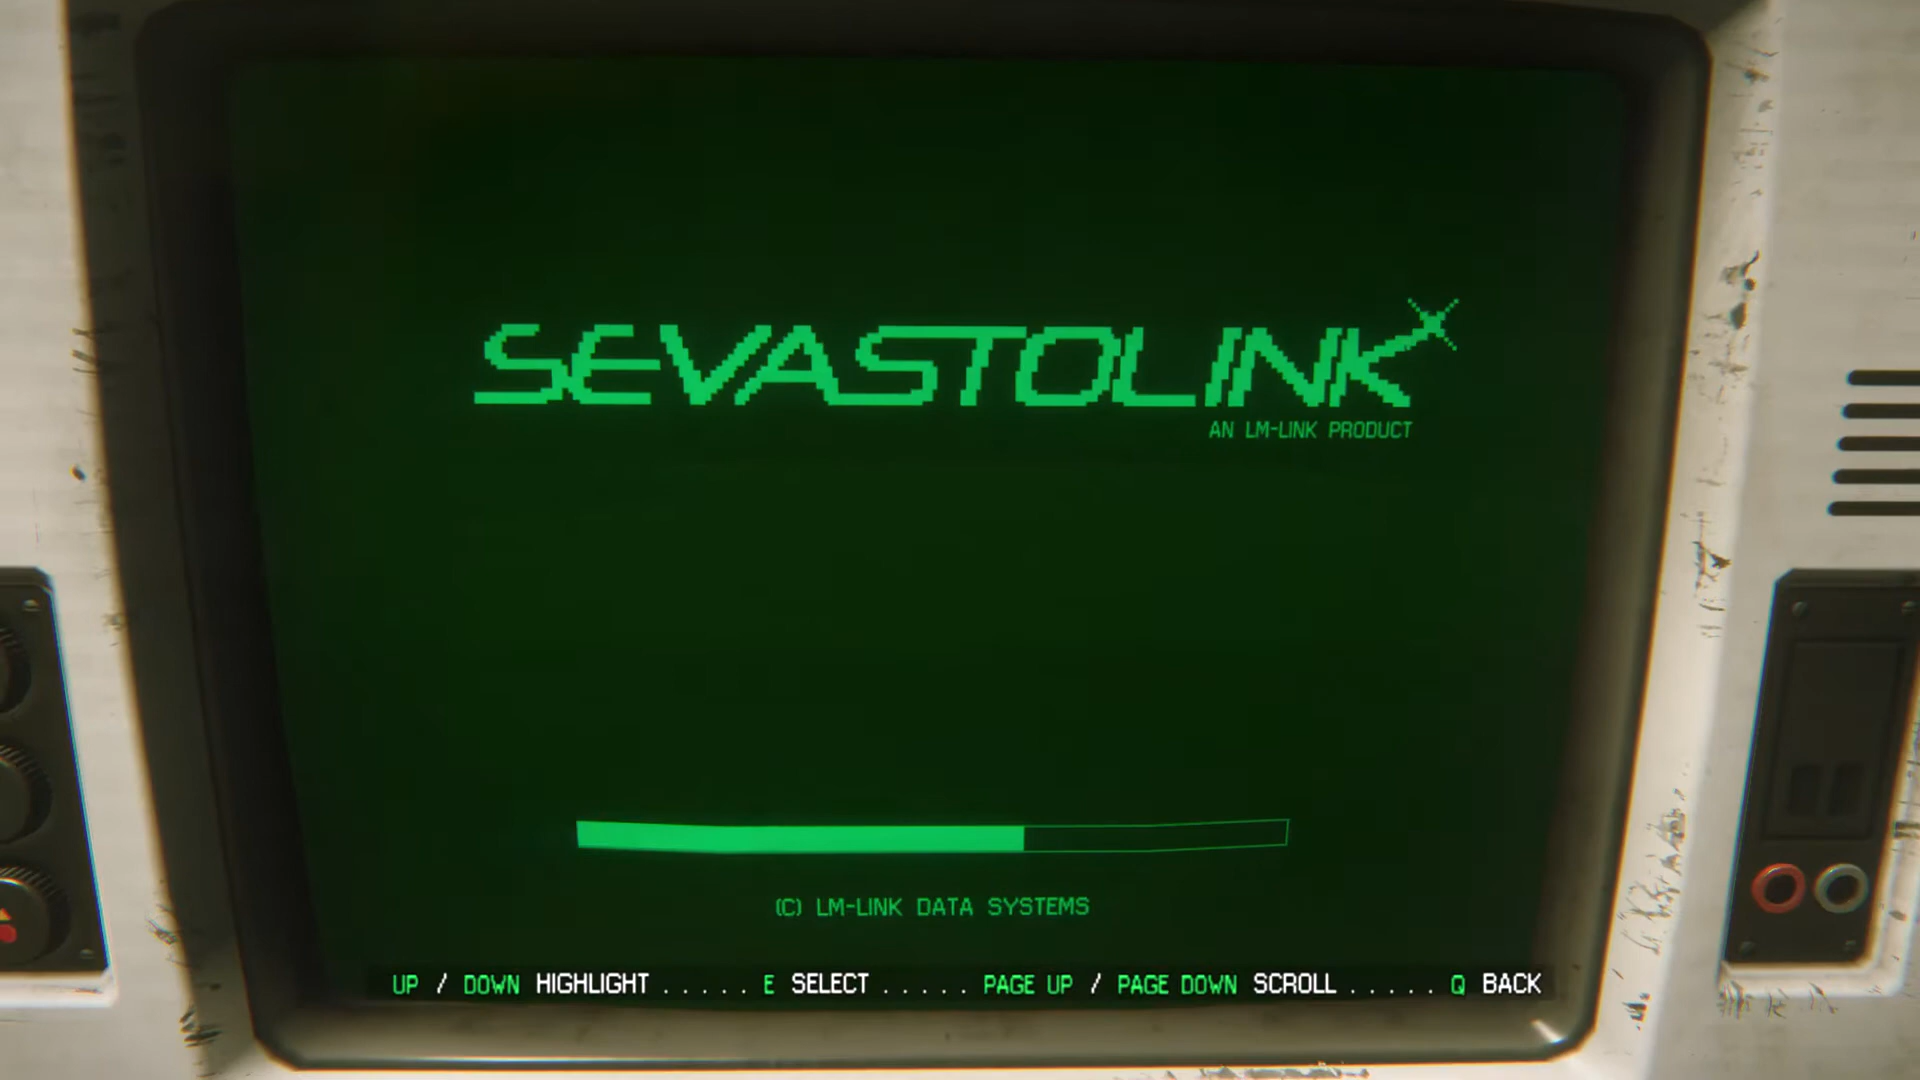 SEVASTOLINK
AN LM-LINK PRODUCT
(C) LM-LINK DATA SYSTEMS
UP / DOWN HIGHLIGHT ..... E SELECT ..... PAGE UP / PAGE DOWN SCROLL ..... Q BACK